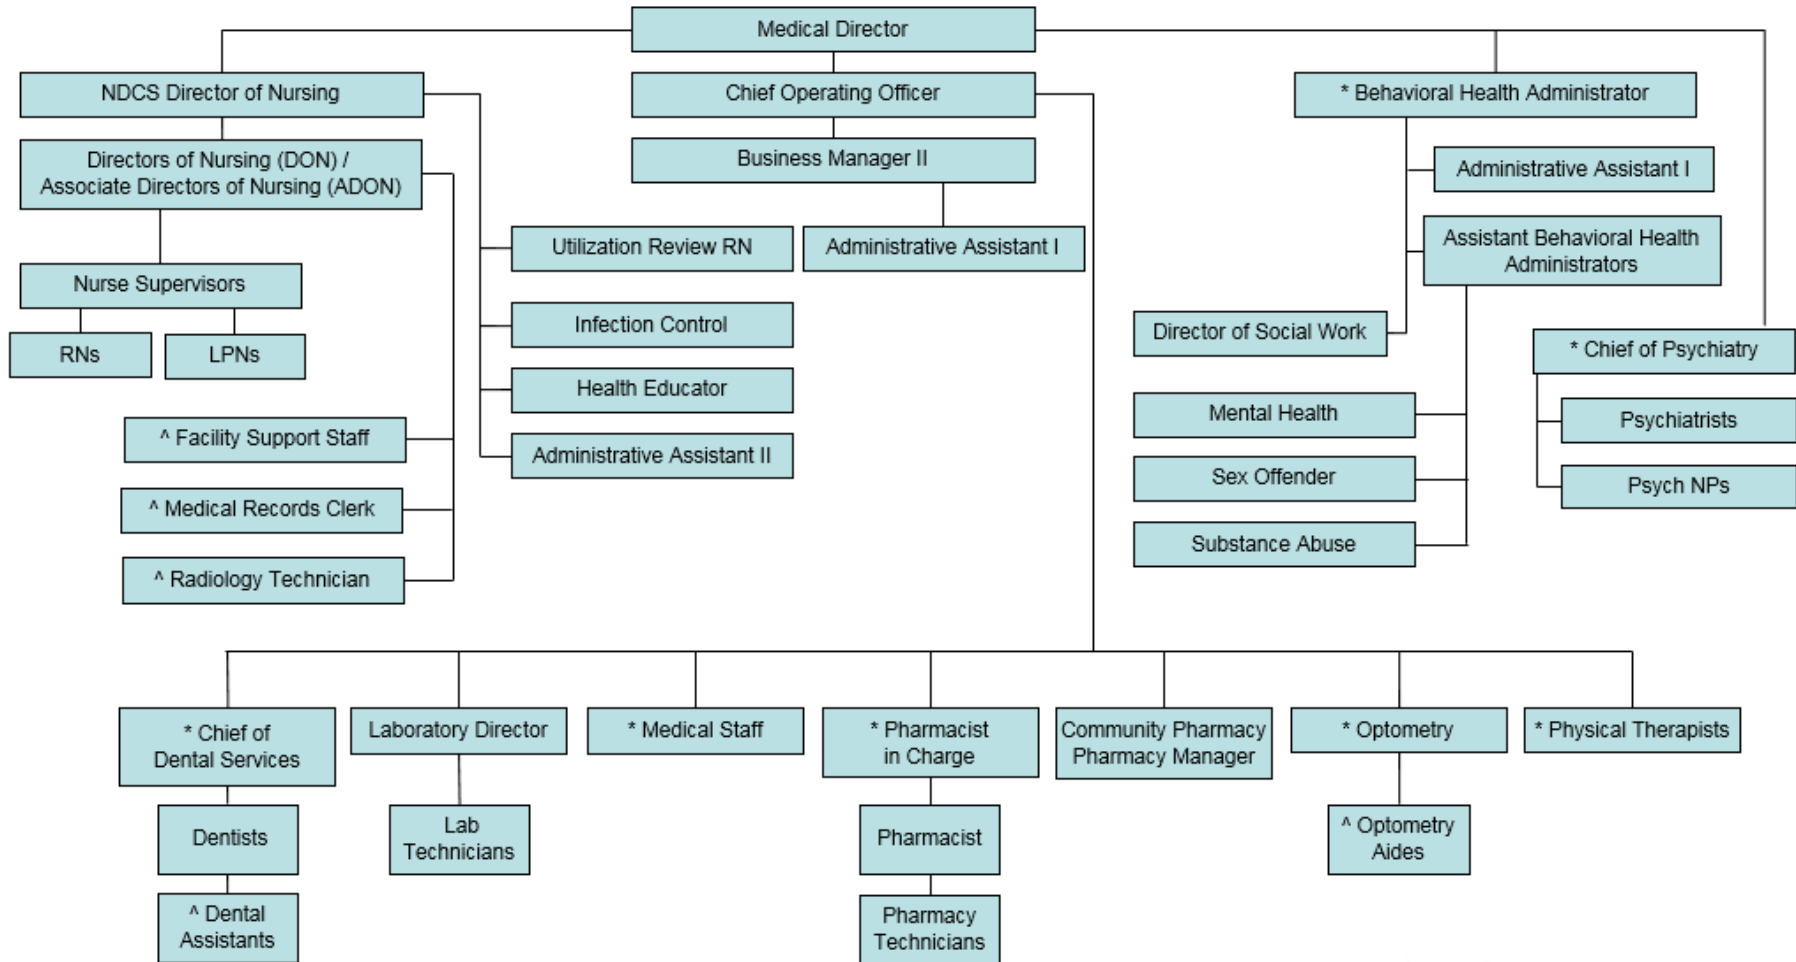 Medical Director
NDCS Director of Nursing
Chief Operating Officer
* Behavioral Health Administrator
Directors of Nursing (DON) /
Associate Directors of Nursing (ADON)
Business Manager II
Administrative Assistant I
Utilization Review RN
Administrative Assistant I
Assistant Behavioral Health
Administrators
Nurse Supervisors
Infection Control
Director of Social Work
RNs
LPNs
* Chief of Psychiatry
Health Educator
Mental Health
Psychiatrists
^ Facility Support Staff
Administrative Assistant II
Sex Offender
Psych NPs
^ Medical Records Clerk
Substance Abuse
^ Radiology Technician
* Chief of
Dental Services
Laboratory Director
* Medical Staff
* Pharmacist
in Charge
Community Pharmacy
Pharmacy Manager
* Optometry
* Physical Therapists
Dentists
Lab
Technicians
Pharmacist
^ Optometry
Aides
^ Dental
Assistants
Pharmacy
Technicians